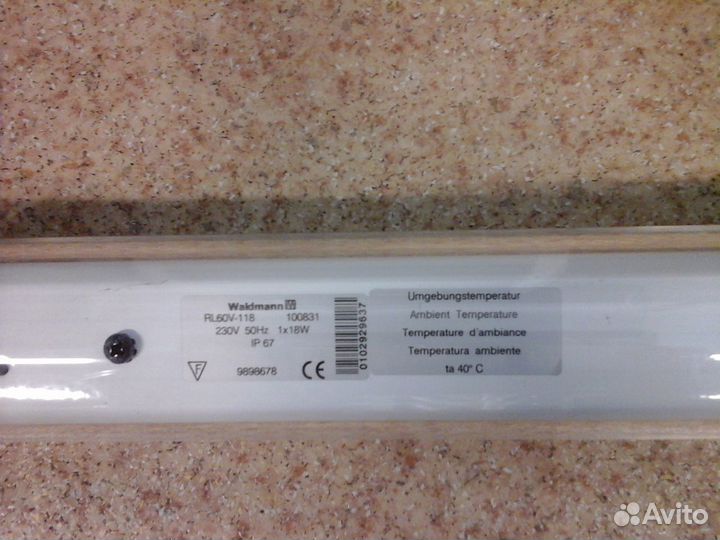 Waldmann W
RL60V-118 100831
230V 50Hz 1x18W
IP 67
F 9898678 CE
0102929637
Umgebungstemperatur
Ambient Temperature
Temperature d'ambiance
Temperatura ambiente
ta 40° C
Avito